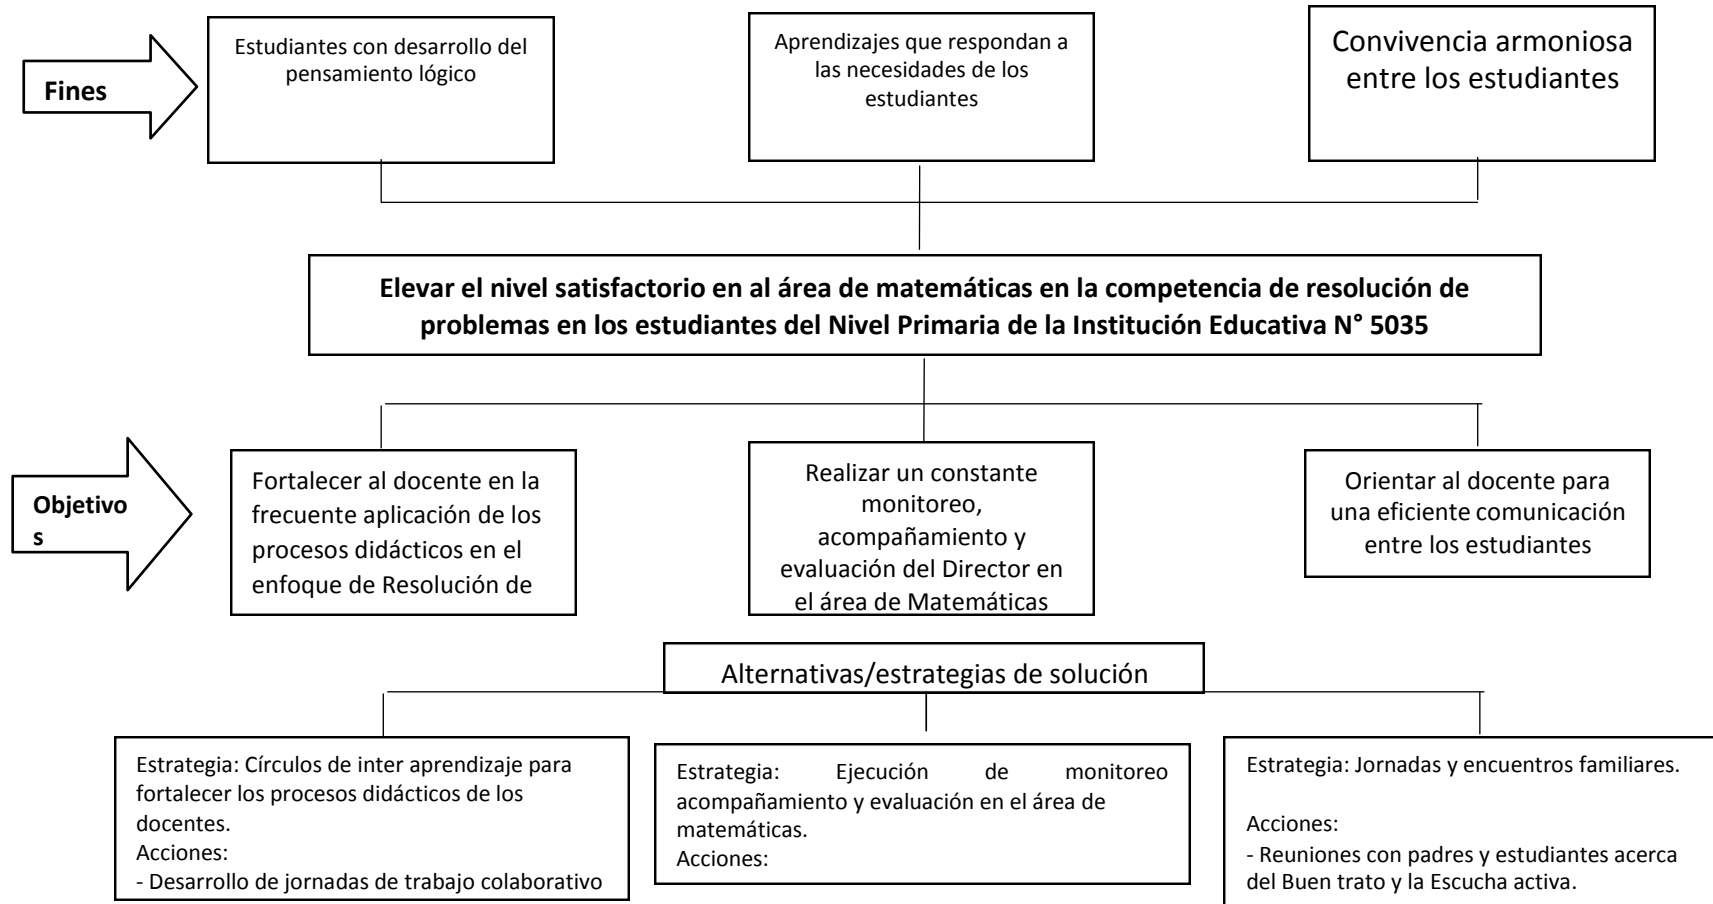 Fines
Estudiantes con desarrollo del
pensamiento lógico
Aprendizajes que respondan a
las necesidades de los
estudiantes
Convivencia armoniosa
entre los estudiantes
Elevar el nivel satisfactorio en al área de matemáticas en la competencia de resolución de
problemas en los estudiantes del Nivel Primaria de la Institución Educativa N° 5035
Objetivo
s
Fortalecer al docente en la
frecuente aplicación de los
procesos didácticos en el
enfoque de Resolución de
Realizar un constante
monitoreo,
acompañamiento y
evaluación del Director en
el área de Matemáticas
Orientar al docente para
una eficiente comunicación
entre los estudiantes
Alternativas/estrategias de solución
Estrategia: Círculos de inter aprendizaje para
fortalecer los procesos didácticos de los
docentes.
Acciones:
- Desarrollo de jornadas de trabajo colaborativo
Estrategia: Ejecución de monitoreo
acompañamiento y evaluación en el área de
matemáticas.
Acciones:
Estrategia: Jornadas y encuentros familiares.
Acciones:
- Reuniones con padres y estudiantes acerca
del Buen trato y la Escucha activa.